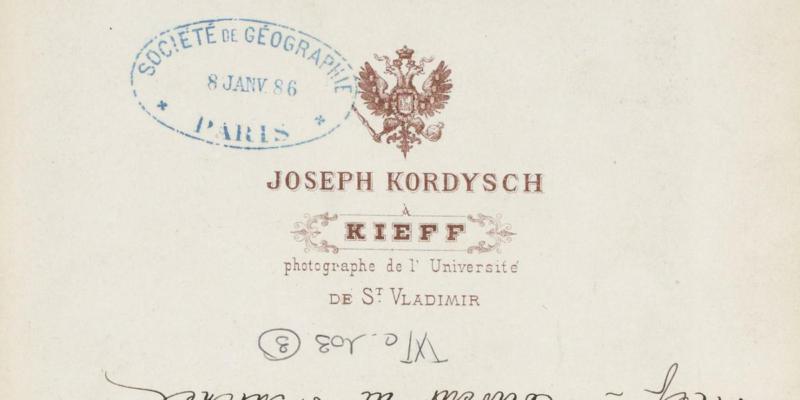 SOCIÉTÉ DE GÉOGRAPHIE
8 JANV. 86
PARIS
JOSEPH KORDYSCH
à
KIEFF
photographe de l' Université
DE ST VLADIMIR